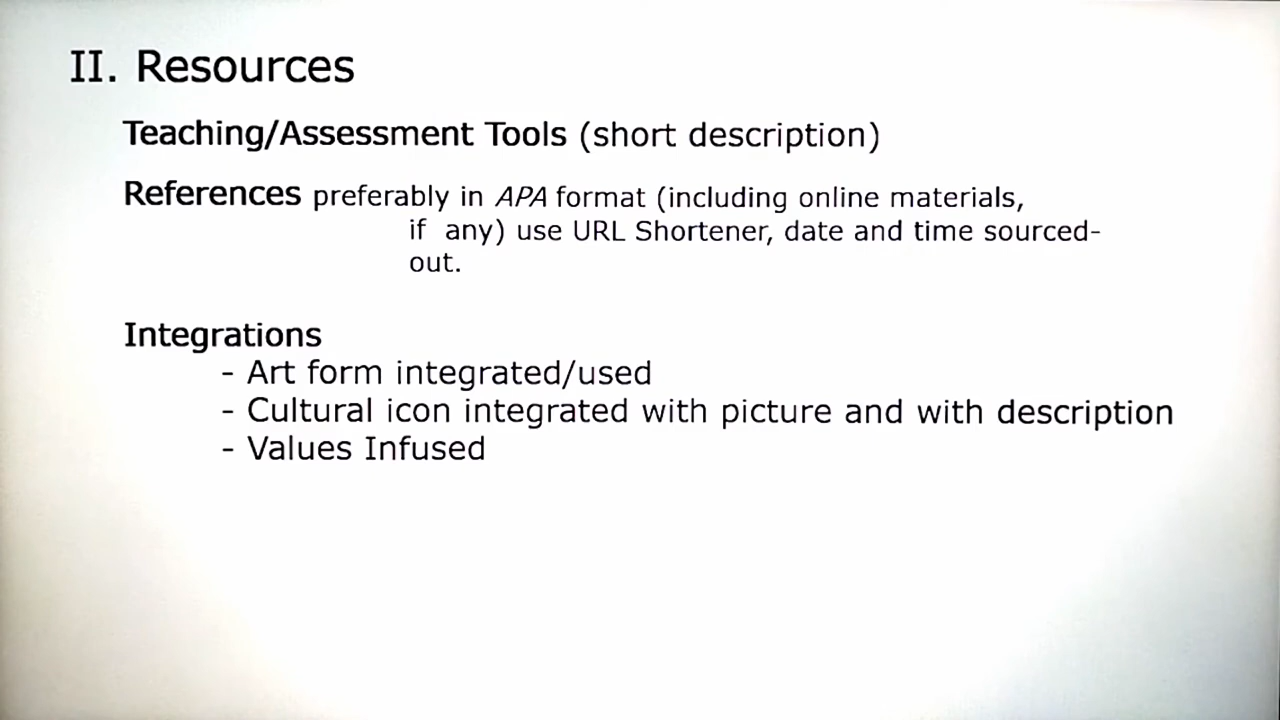 II. Resources
Teaching/Assessment Tools (short description)
References preferably in APA format (including online materials,
if any) use URL Shortener, date and time sourced-
out.
Integrations
- Art form integrated/used
- Cultural icon integrated with picture and with description
- Values Infused